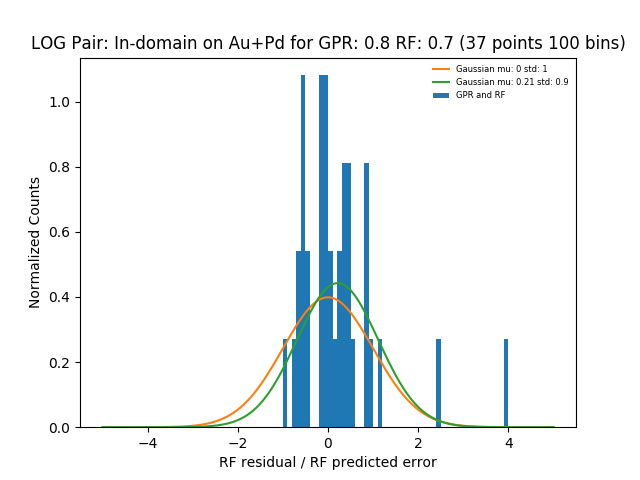 LOG Pair: In-domain on Au+Pd for GPR: 0.8 RF: 0.7 (37 points 100 bins)
Gaussian mu: 0 std: 1
Gaussian mu: 0.21 std: 0.9
GPR and RF
Normalized Counts
1.0
0.8
0.6
0.4
0.2
0.0
−4 −2 0 2 4
RF residual / RF predicted error